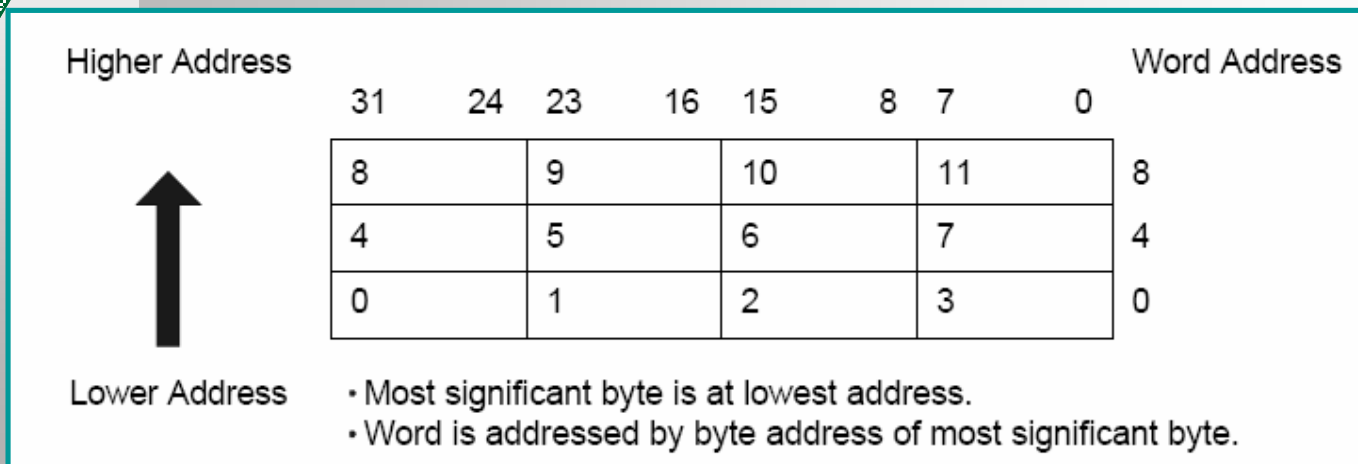 Higher Address Word Address
31 24 23 16 15 8 7 0
8 9 10 11 8
4 5 6 7 4
0 1 2 3 0
Lower Address
• Most significant byte is at lowest address.
• Word is addressed by byte address of most significant byte.